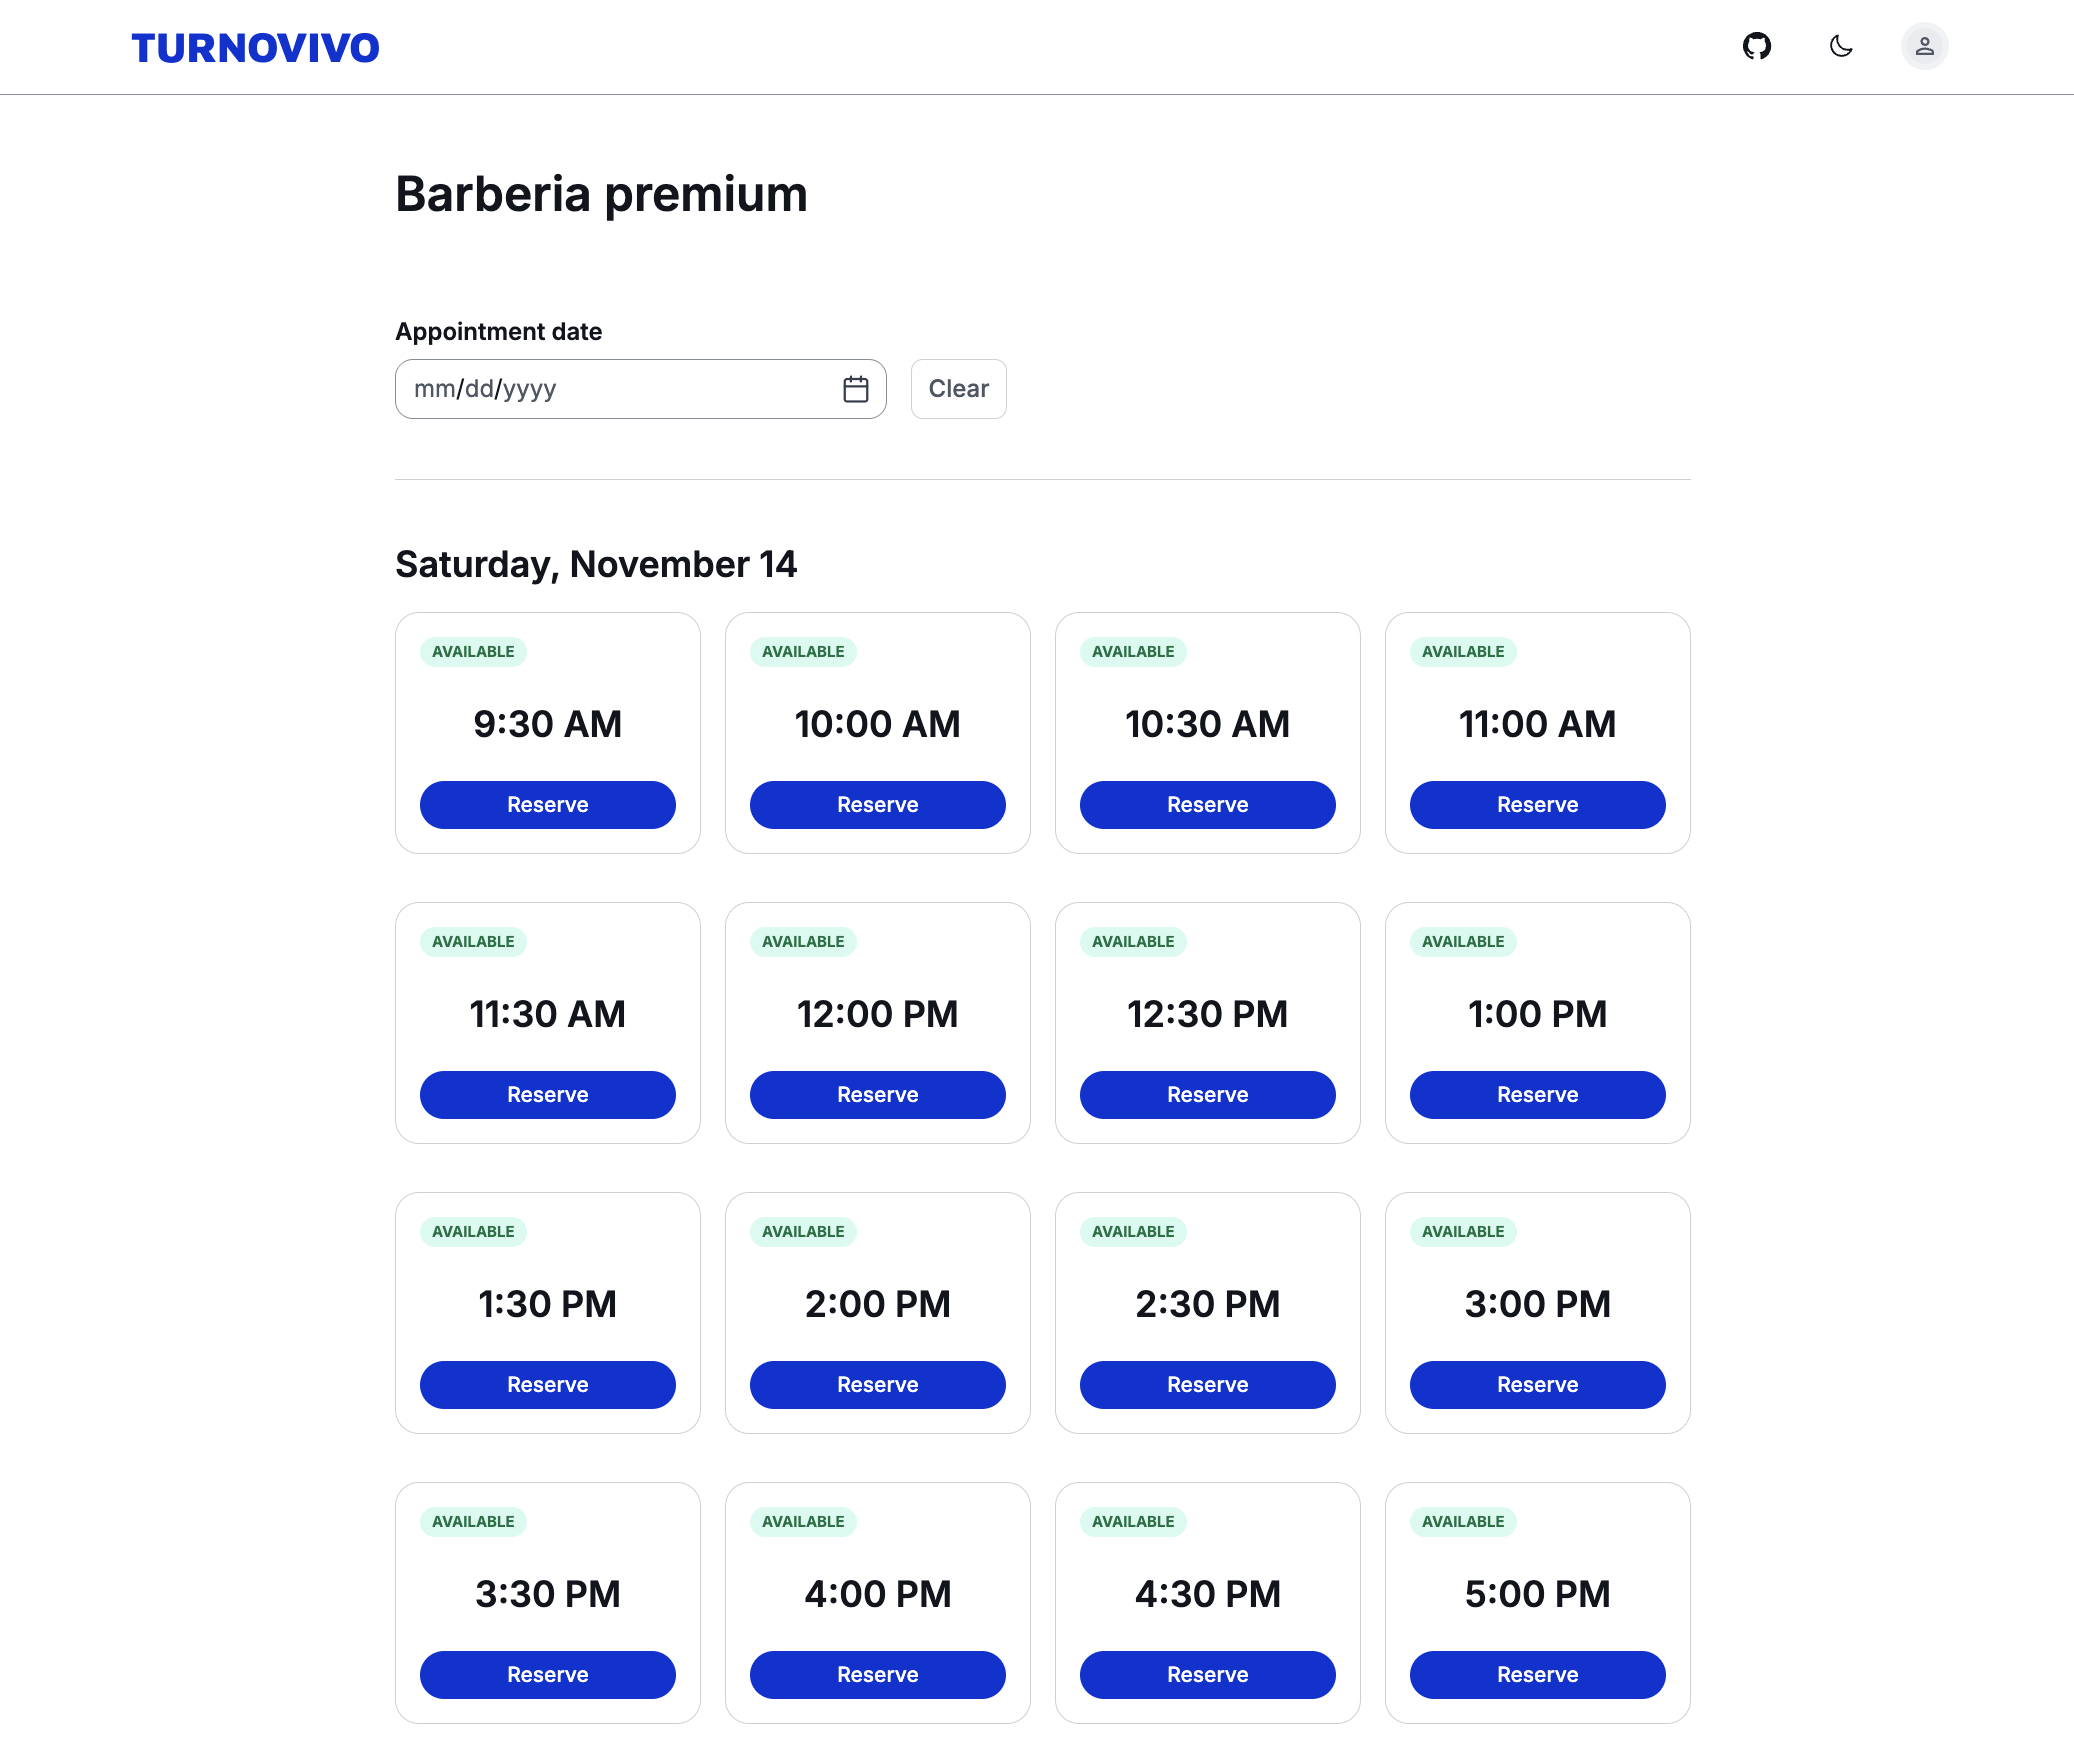 TURNOVIVO
Barberia premium
Appointment date
mm/dd/yyyy
Clear
Saturday, November 14
AVAILABLE AVAILABLE AVAILABLE AVAILABLE
9:30 AM 10:00 AM 10:30 AM 11:00 AM
Reserve Reserve Reserve Reserve
AVAILABLE AVAILABLE AVAILABLE AVAILABLE
11:30 AM 12:00 PM 12:30 PM 1:00 PM
Reserve Reserve Reserve Reserve
AVAILABLE AVAILABLE AVAILABLE AVAILABLE
1:30 PM 2:00 PM 2:30 PM 3:00 PM
Reserve Reserve Reserve Reserve
AVAILABLE AVAILABLE AVAILABLE AVAILABLE
3:30 PM 4:00 PM 4:30 PM 5:00 PM
Reserve Reserve Reserve Reserve